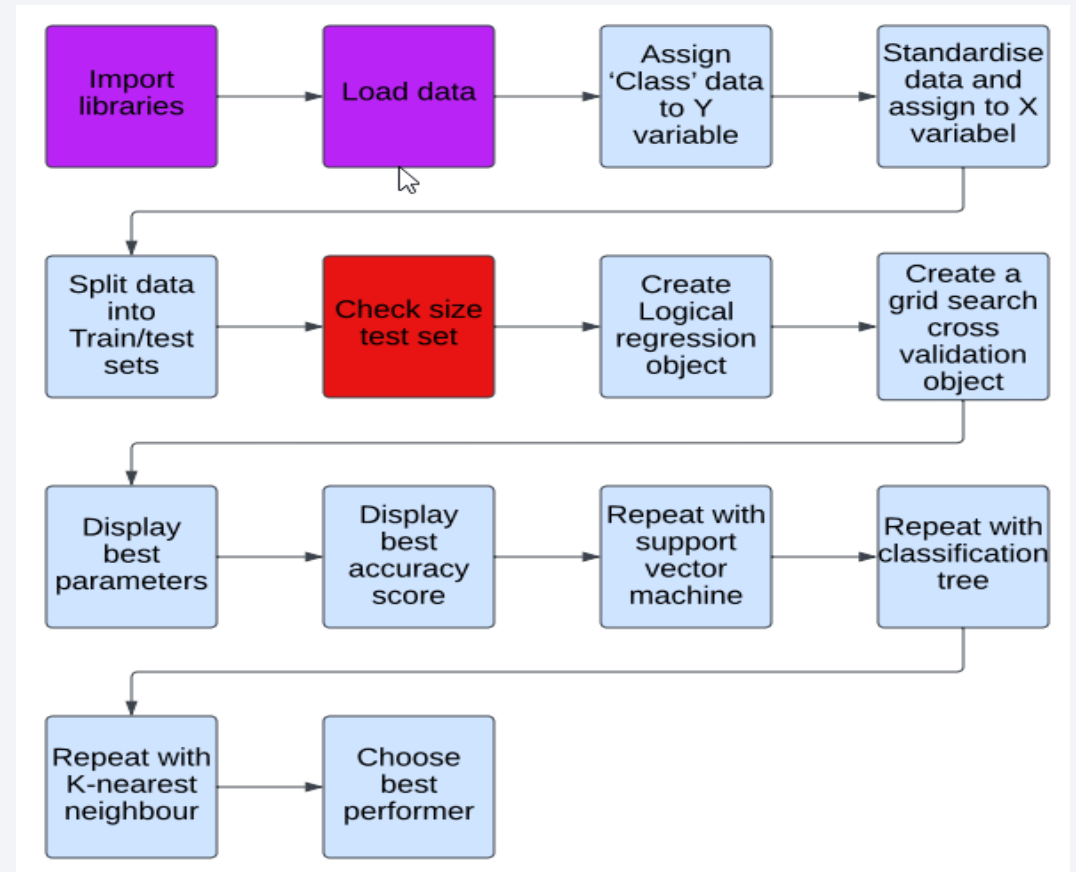 Import
libraries
Load data
Assign
‘Class’ data
to Y
variable
Standardise
data and
assign to X
variabel
Split data
into
Train/test
sets
Check size
test set
Create
Logical
regression
object
Create a
grid search
cross
validation
object
Display
best
parameters
Display
best
accuracy
score
Repeat with
support
vector
machine
Repeat with
classification
tree
Repeat with
K-nearest
neighbour
Choose
best
performer